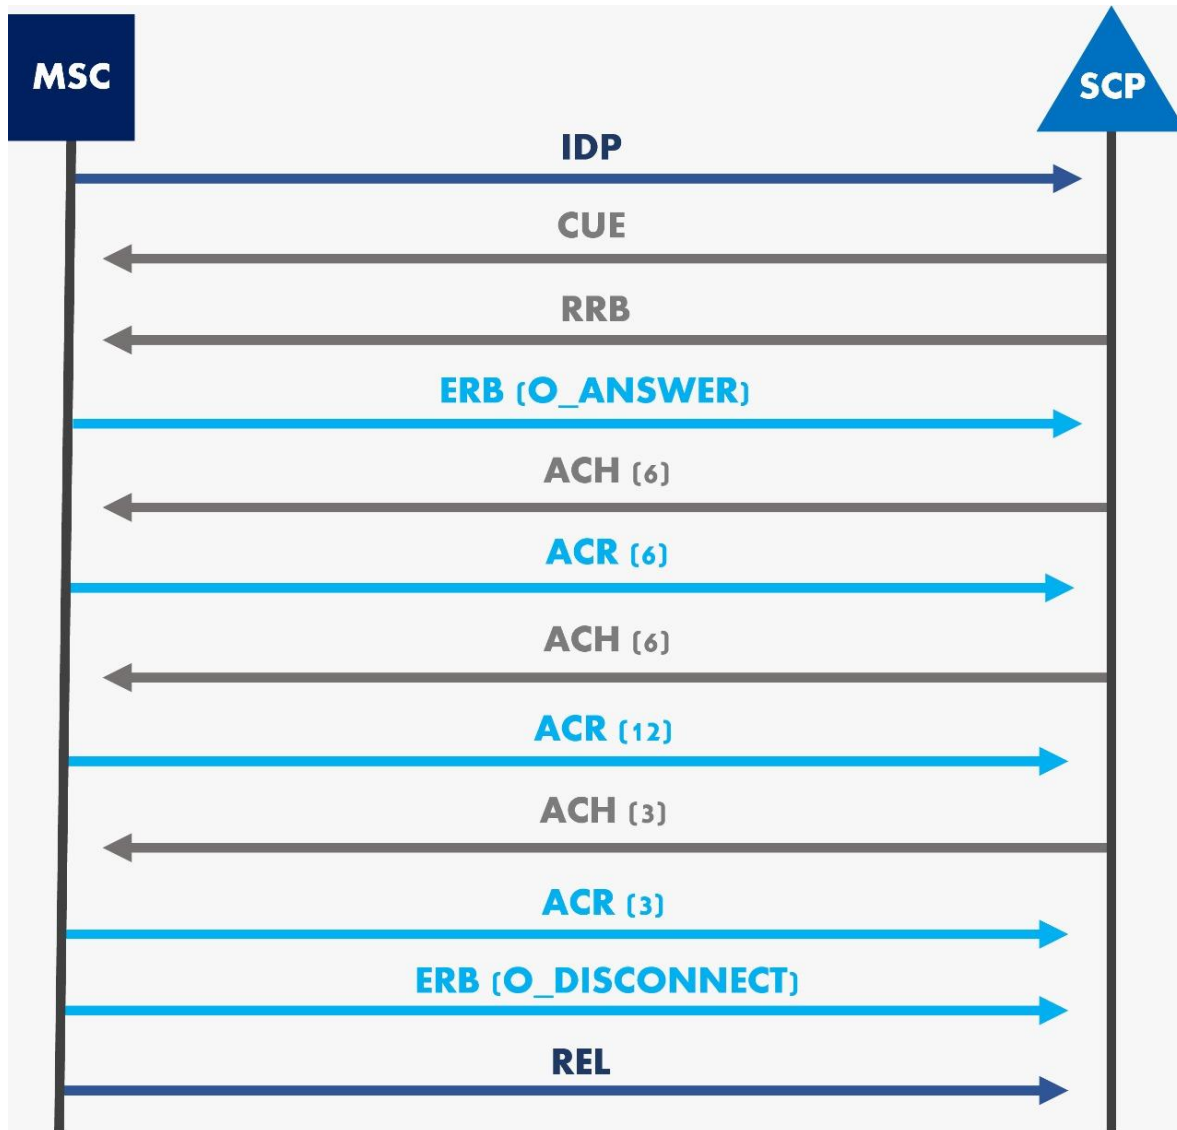 MSC
SCP
IDP
CUE
RRB
ERB (O_ANSWER)
ACH (6)
ACR (6)
ACH (6)
ACR (12)
ACH (3)
ACR (3)
ERB (O_DISCONNECT)
REL